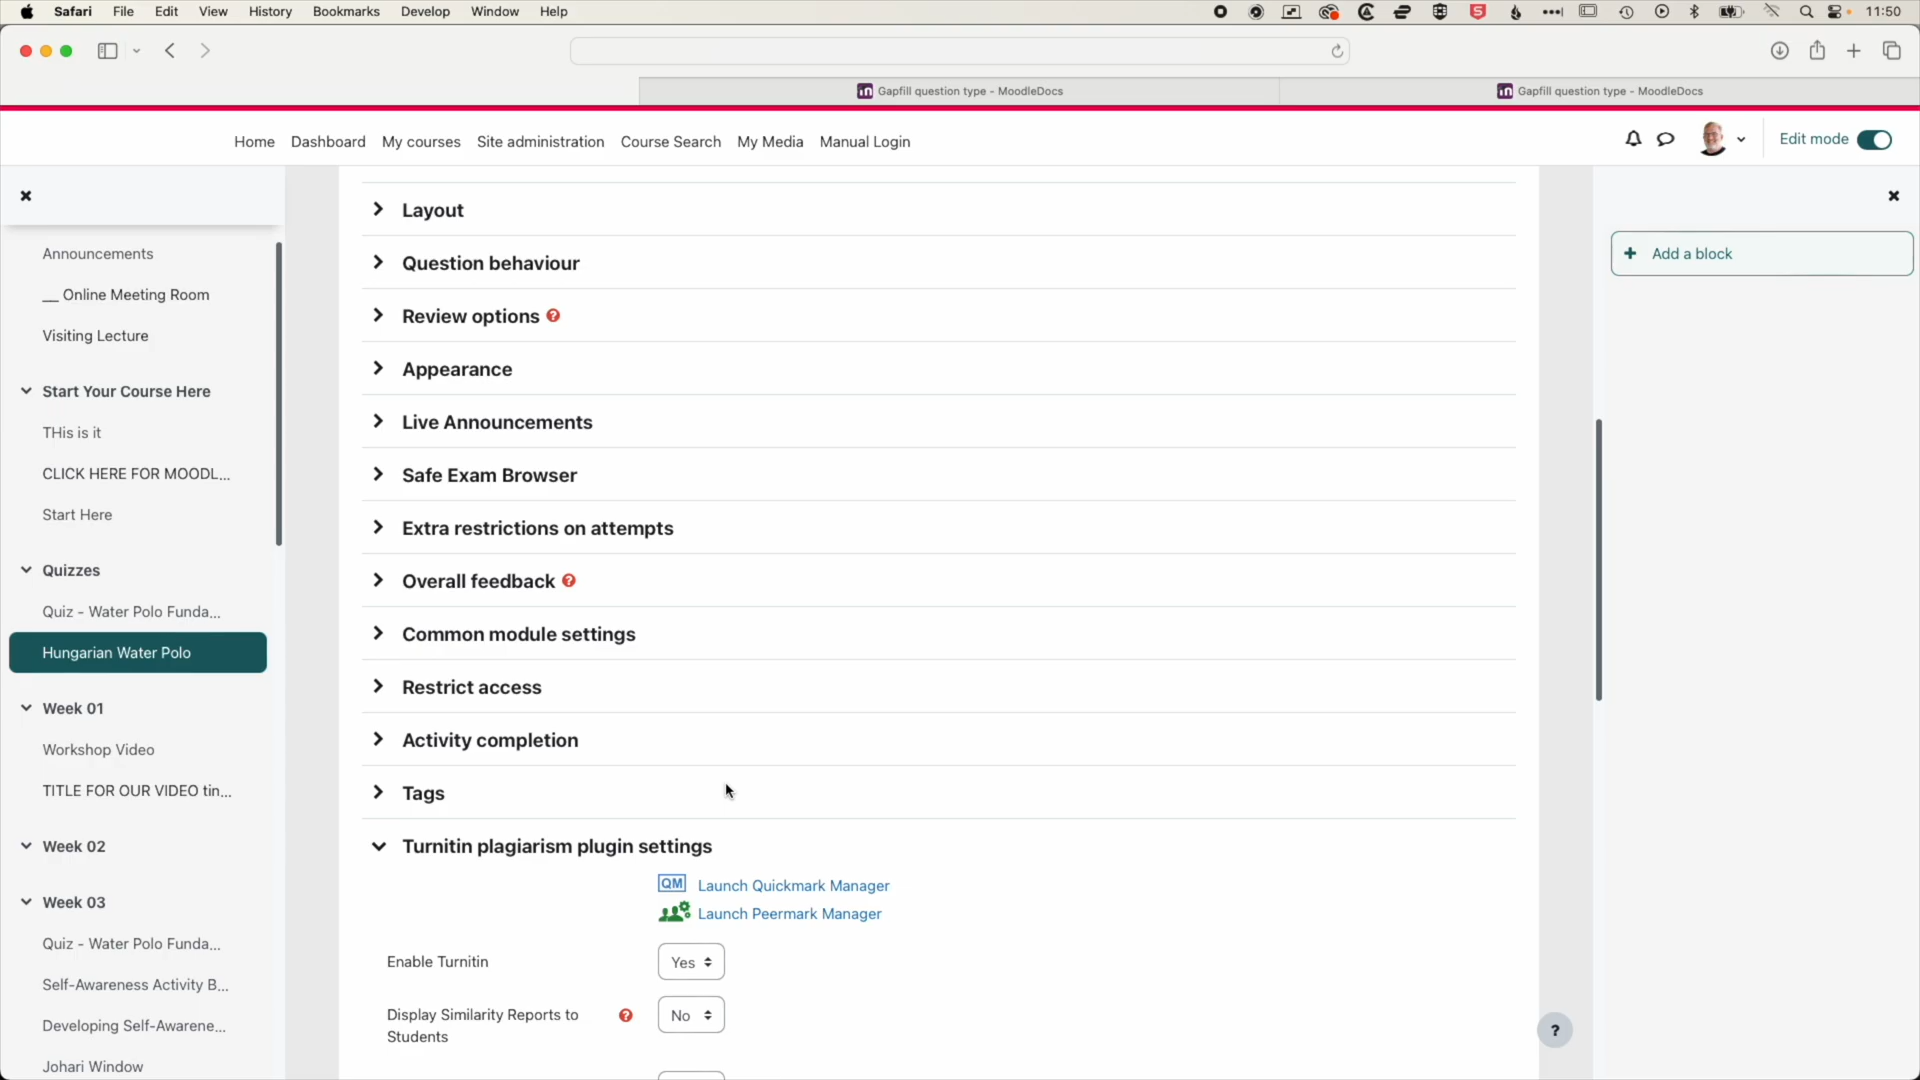 Safari File Edit View History Bookmarks Develop Window Help 11:50
Gapfill question type - MoodleDocs
Gapfill question type - MoodleDocs
Home Dashboard My courses Site administration Course Search My Media Manual Login
Edit mode
Announcements
__ Online Meeting Room
Visiting Lecture
Start Your Course Here
THis is it
CLICK HERE FOR MOODL...
Start Here
Quizzes
Quiz - Water Polo Funda...
Hungarian Water Polo
Week 01
Workshop Video
TITLE FOR OUR VIDEO tin...
Week 02
Week 03
Quiz - Water Polo Funda...
Self-Awareness Activity B...
Developing Self-Awarene...
Johari Window
Layout
Question behaviour
Review options ?
Appearance
Live Announcements
Safe Exam Browser
Extra restrictions on attempts
Overall feedback ?
Common module settings
Restrict access
Activity completion
Tags
Turnitin plagiarism plugin settings
QM Launch Quickmark Manager
Launch Peermark Manager
Enable Turnitin Yes
Display Similarity Reports to ? No
Students
+ Add a block
?